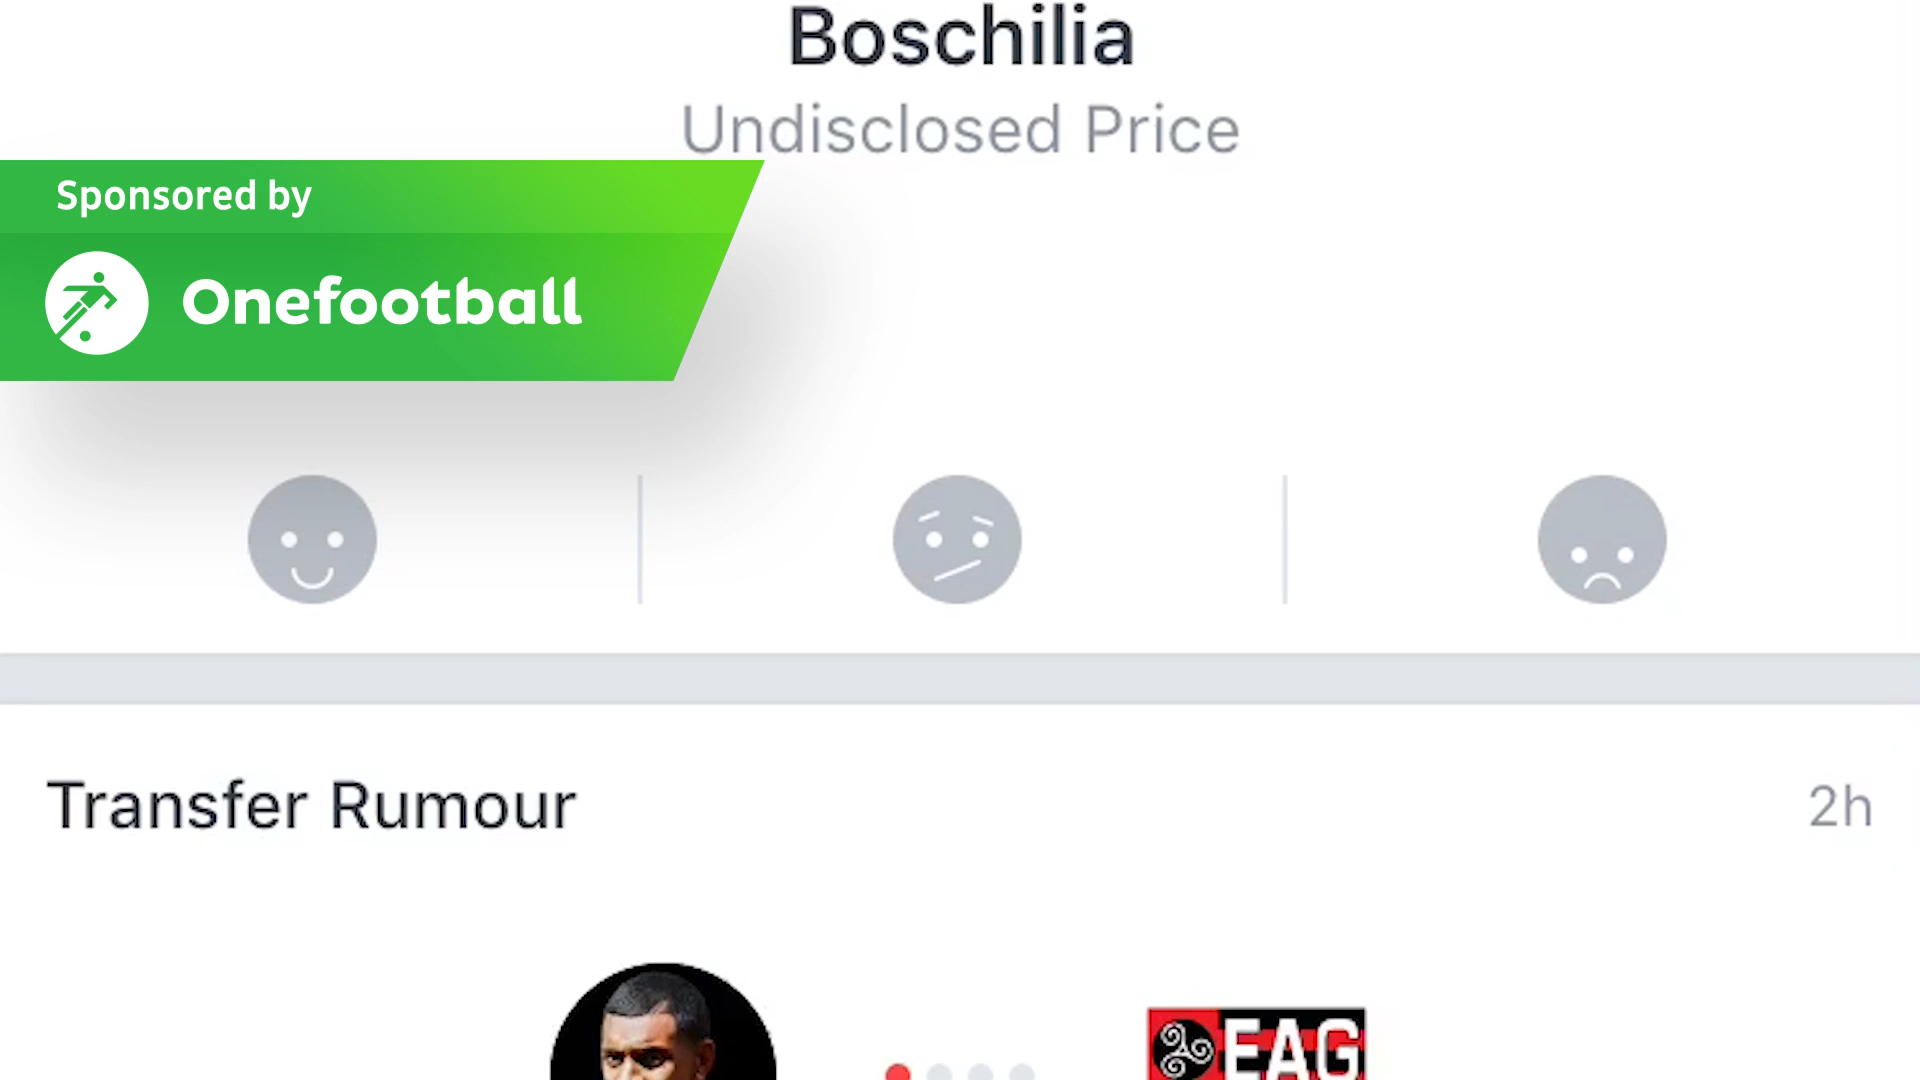 Boschilia
Undisclosed Price
Sponsored by
Onefootball
Transfer Rumour
2h
EAG